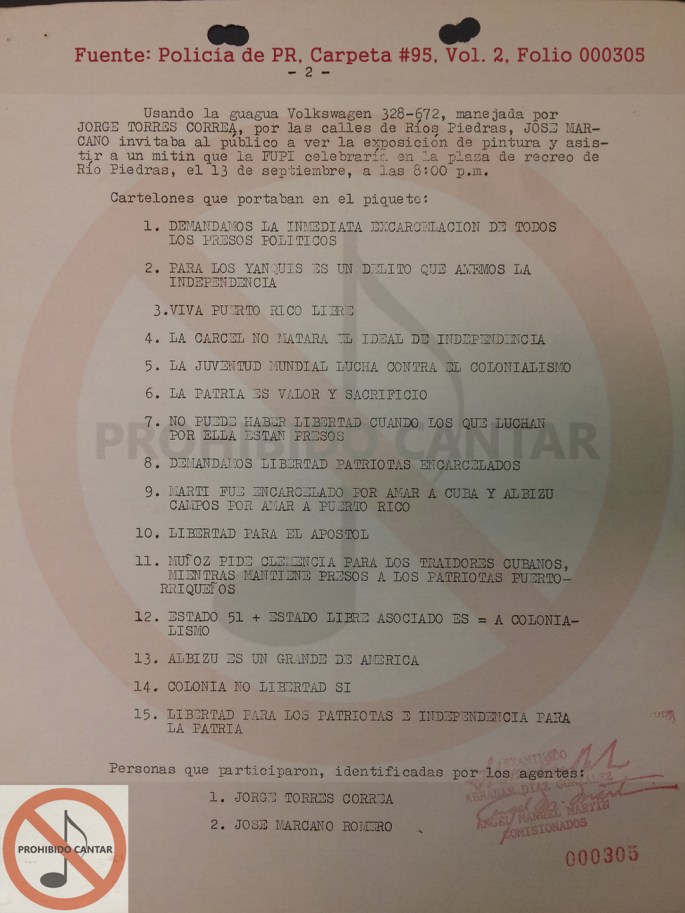 Fuente: Policía de PR, Carpeta #95, Vol. 2, Folio 000305
- 2 -
Usando la guagua Volkswagen 328-672, manejada por
JORGE TORRES CORREA, por las calles de Ríos Piedras, JOSE MAR-
CANO invitaba al público a ver la exposición de pintura y asis-
tir a un mitin que la FUPI celebraría en la plaza de recreo de
Río Piedras, el 13 de septiembre, a las 8:00 p.m.
Cartelones que portaban en el piquete:
1. DEMANDAMOS LA INMEDIATA EXCARCELACION DE TODOS
LOS PRESOS POLITICOS
2. PARA LOS YANQUIS ES UN DELITO QUE AMEMOS LA
INDEPENDENCIA
3.VIVA PUERTO RICO LIBRE
4. LA CARCEL NO MATARA EL IDEAL DE INDEPENDENCIA
5. LA JUVENTUD MUNDIAL LUCHA CONTRA EL COLONIALISMO
6. LA PATRIA ES VALOR Y SACRIFICIO
7. NO PUEDE HABER LIBERTAD CUANDO LOS QUE LUCHAN
POR ELLA ESTAN PRESOS
PROHIBIDO CANTAR
8. DEMANDAMOS LIBERTAD PATRIOTAS ENCARCELADOS
9. MARTI FUE ENCARCELADO POR AMAR A CUBA Y ALBIZU
CAMPOS POR AMAR A PUERTO RICO
10. LIBERTAD PARA EL APOSTOL
11. MUÑOZ PIDE CLEMENCIA PARA LOS TRAIDORES CUBANOS,
MIENTRAS MANTIENE PRESOS A LOS PATRIOTAS PUERTO-
RRIQUEÑOS
12. ESTADO 51 + ESTADO LIBRE ASOCIADO ES = A COLONIA-
LISMO
13. ALBIZU ES UN GRANDE DE AMERICA
14. COLONIA NO LIBERTAD SI
15. LIBERTAD PARA LOS PATRIOTAS E INDEPENDENCIA PARA
LA PATRIA
Personas que participaron, identificadas por los agentes:
1. JORGE TORRES CORREA
2. JOSE MARCANO ROMERO
EXAMINADO
ABRAHAM DIAZ GONZALEZ
ANGEL MANUEL MARTIN
COMISIONADOS
000305
PROHIBIDO CANTAR